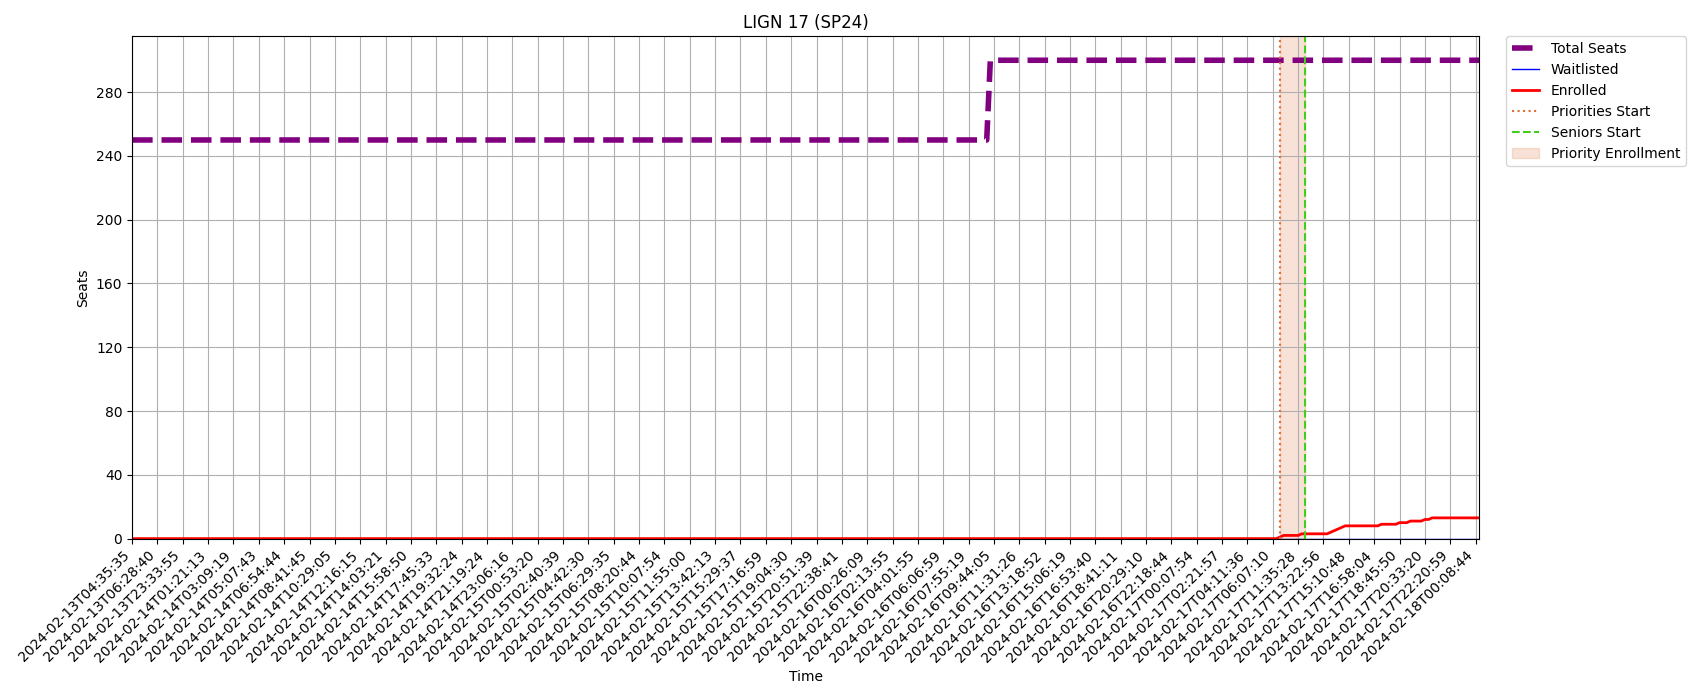 LIGN 17 (SP24)
Total Seats
Waitlisted
Enrolled
Priorities Start
Seniors Start
Priority Enrollment
Seats
280
240
200
160
120
80
40
0
2024-02-13T04:35:35
2024-02-13T06:28:40
2024-02-13T23:33:55
2024-02-14T01:21:13
2024-02-14T03:09:19
2024-02-14T05:07:43
2024-02-14T06:54:44
2024-02-14T08:41:45
2024-02-14T10:29:05
2024-02-14T12:16:15
2024-02-14T14:03:21
2024-02-14T15:58:50
2024-02-14T17:45:33
2024-02-14T19:32:24
2024-02-14T21:19:24
2024-02-14T23:06:16
2024-02-15T00:53:20
2024-02-15T02:40:39
2024-02-15T04:42:30
2024-02-15T06:29:35
2024-02-15T08:20:44
2024-02-15T10:07:54
2024-02-15T11:55:00
2024-02-15T13:42:13
2024-02-15T15:29:37
2024-02-15T17:16:59
2024-02-15T19:04:30
2024-02-15T20:51:39
2024-02-15T22:38:41
2024-02-16T00:26:09
2024-02-16T02:13:55
2024-02-16T04:01:55
2024-02-16T06:06:59
2024-02-16T07:55:19
2024-02-16T09:44:05
2024-02-16T11:31:26
2024-02-16T13:18:52
2024-02-16T15:06:19
2024-02-16T16:53:40
2024-02-16T18:41:11
2024-02-16T20:29:10
2024-02-16T22:18:44
2024-02-17T00:07:54
2024-02-17T02:21:57
2024-02-17T04:11:36
2024-02-17T06:07:10
2024-02-17T11:35:28
2024-02-17T13:22:56
2024-02-17T15:10:48
2024-02-17T16:58:04
2024-02-17T18:45:50
2024-02-17T20:33:20
2024-02-17T22:20:59
2024-02-18T00:08:44
Time